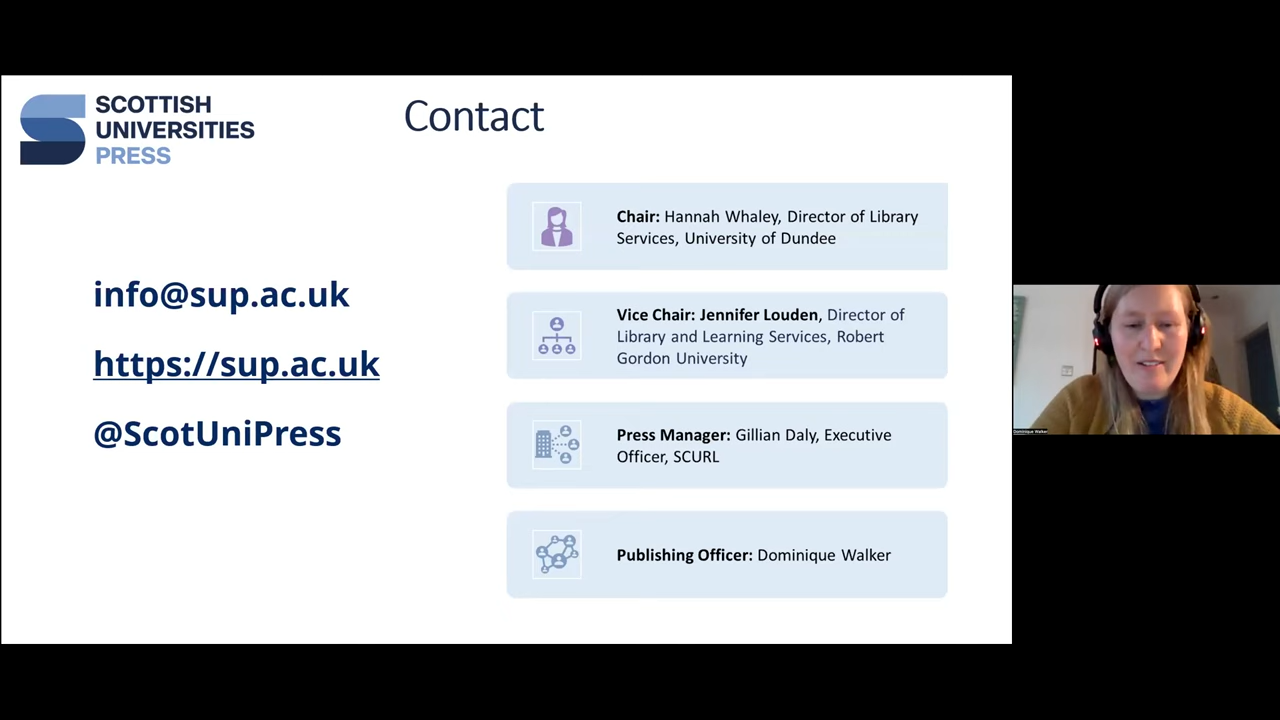 SCOTTISH
UNIVERSITIES
PRESS
Contact
info@sup.ac.uk
https://sup.ac.uk
@ScotUniPress
Chair: Hannah Whaley, Director of Library
Services, University of Dundee
Vice Chair: Jennifer Louden, Director of
Library and Learning Services, Robert
Gordon University
Press Manager: Gillian Daly, Executive
Officer, SCURL
Publishing Officer: Dominique Walker
Dominique Walker